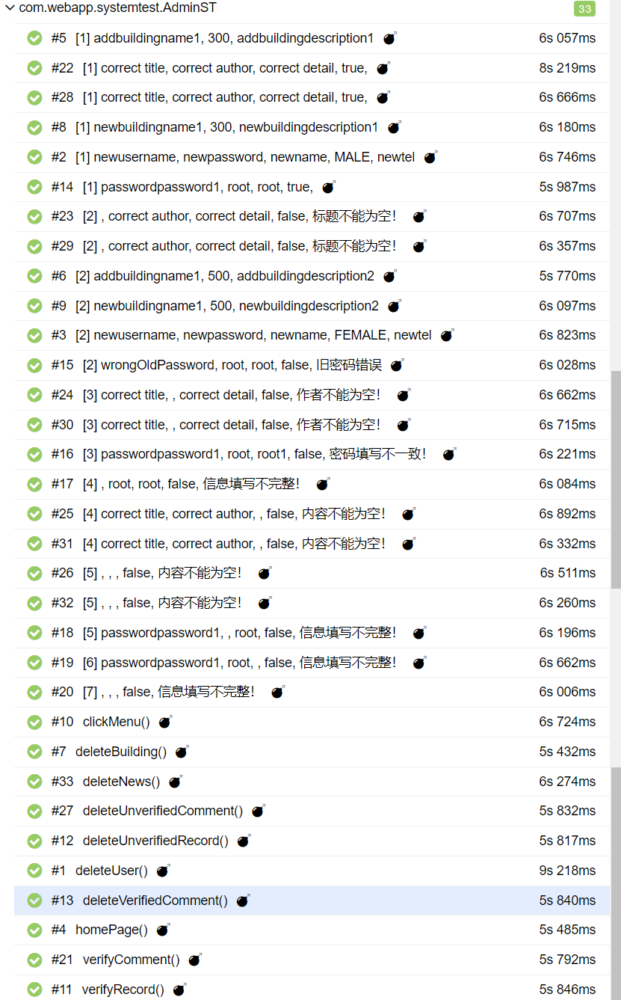 com.webapp.systemtest.AdminST 33
#5 [1] addbuildingname1, 300, addbuildingdescription1 6s 057ms
#22 [1] correct title, correct author, correct detail, true, 8s 219ms
#28 [1] correct title, correct author, correct detail, true, 6s 666ms
#8 [1] newbuildingname1, 300, newbuildingdescription1 6s 180ms
#2 [1] newusername, newpassword, newname, MALE, newtel 6s 746ms
#14 [1] passwordpassword1, root, root, true, 5s 987ms
#23 [2] , correct author, correct detail, false, 标题不能为空! 6s 707ms
#29 [2] , correct author, correct detail, false, 标题不能为空! 6s 357ms
#6 [2] addbuildingname1, 500, addbuildingdescription2 5s 770ms
#9 [2] newbuildingname1, 500, newbuildingdescription2 6s 097ms
#3 [2] newusername, newpassword, newname, FEMALE, newtel 6s 823ms
#15 [2] wrongOldPassword, root, root, false, 旧密码错误 6s 028ms
#24 [3] correct title, , correct detail, false, 作者不能为空! 6s 662ms
#30 [3] correct title, , correct detail, false, 作者不能为空! 6s 715ms
#16 [3] passwordpassword1, root, root1, false, 密码填写不一致! 6s 221ms
#17 [4] , root, root, false, 信息填写不完整! 6s 084ms
#25 [4] correct title, correct author, , false, 内容不能为空! 6s 892ms
#31 [4] correct title, correct author, , false, 内容不能为空! 6s 332ms
#26 [5] , , , false, 内容不能为空! 6s 511ms
#32 [5] , , , false, 内容不能为空! 6s 260ms
#18 [5] passwordpassword1, , root, false, 信息填写不完整! 6s 196ms
#19 [6] passwordpassword1, root, , false, 信息填写不完整! 6s 662ms
#20 [7] , , , false, 信息填写不完整! 6s 006ms
#10 clickMenu() 6s 724ms
#7 deleteBuilding() 5s 432ms
#33 deleteNews() 6s 274ms
#27 deleteUnverifiedComment() 5s 832ms
#12 deleteUnverifiedRecord() 5s 817ms
#1 deleteUser() 9s 218ms
#13 deleteVerifiedComment() 5s 840ms
#4 homePage() 5s 485ms
#21 verifyComment() 5s 792ms
#11 verifyRecord() 5s 846ms